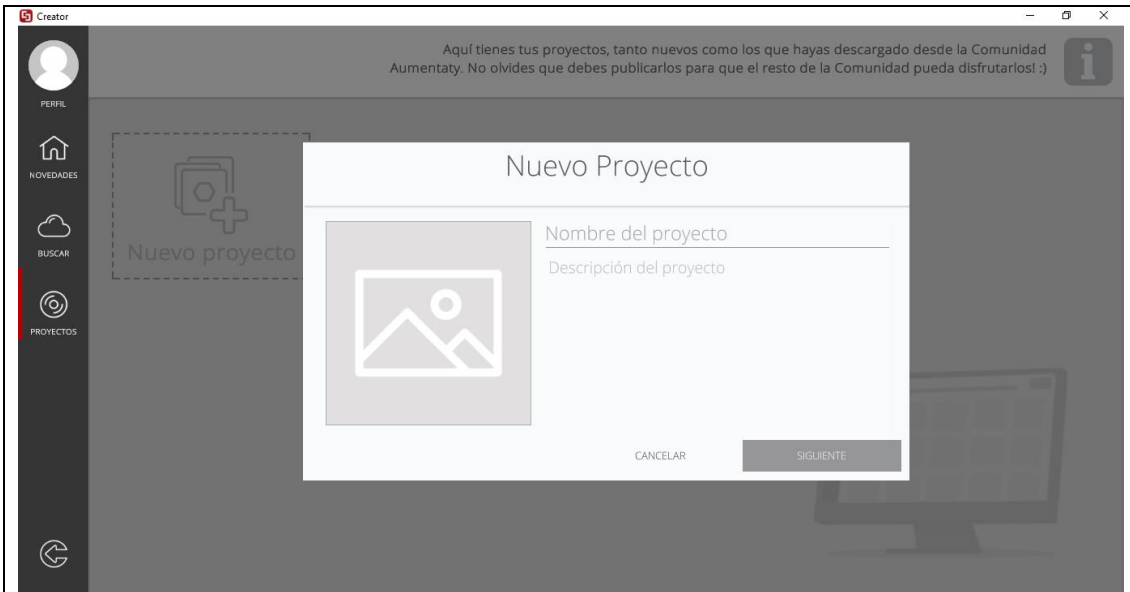 Creator
Aquí tienes tus proyectos, tanto nuevos como los que hayas descargado desde la Comunidad
Aumentaty. No olvides que debes publicarlos para que el resto de la Comunidad pueda disfrutarlos! :)
PERFIL
NOVEDADES
BUSCAR
PROYECTOS
Nuevo proyecto
Nuevo Proyecto
Nombre del proyecto
Descripción del proyecto
CANCELAR
SIGUIENTE